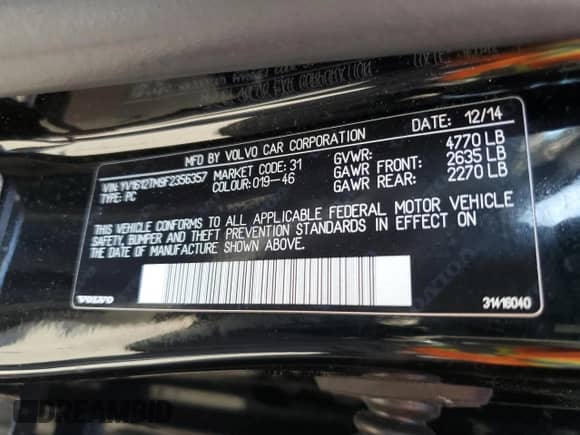 MFD BY VOLVO CAR CORPORATION DATE: 12/14
VIN: YV1612TM9F2356357 MARKET CODE: 31 GVWR: 4770 LB
TYPE: PC COLOUR: 019-46 GAWR FRONT: 2635 LB
GAWR REAR: 2270 LB
THIS VEHICLE CONFORMS TO ALL APPLICABLE FEDERAL MOTOR VEHICLE
SAFETY, BUMPER AND THEFT PREVENTION STANDARDS IN EFFECT ON
THE DATE OF MANUFACTURE SHOWN ABOVE.
VOLVO 31416040
DREAMBID